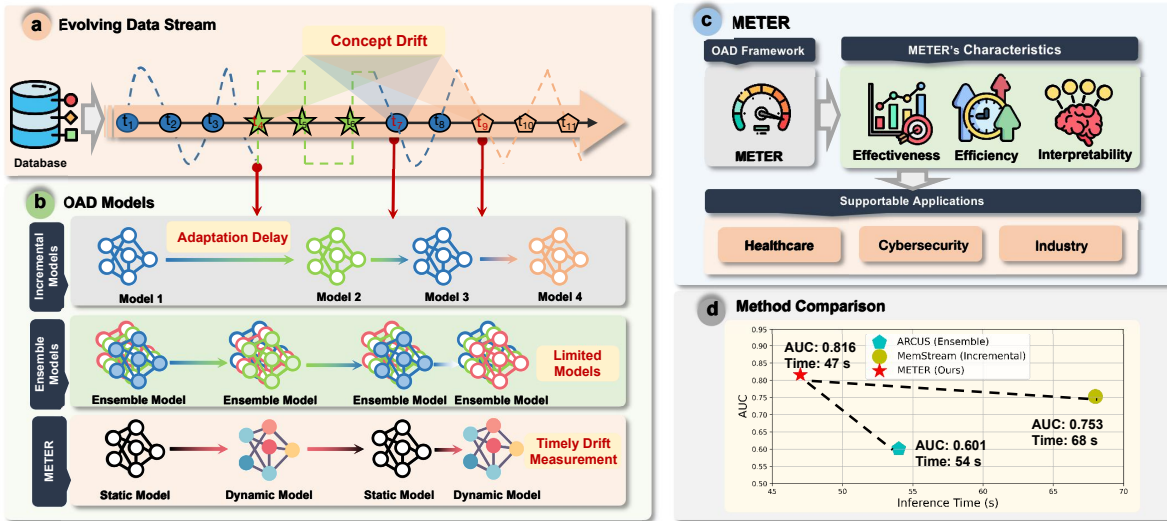 a Evolving Data Stream
Concept Drift
Database
t1 t2 t3 t4 t5 t6 t7 t8 t9 t10 t11
b OAD Models
Incremental
Models
Adaptation Delay
Model 1
Model 2
Model 3
Model 4
Ensemble
Models
Limited
Models
Ensemble Model
Ensemble Model
Ensemble Model
Ensemble Model
METER
Timely Drift
Measurement
Static Model
Dynamic Model
Static Model
Dynamic Model
c METER
OAD Framework
METER's Characteristics
METER
Effectiveness
Efficiency
Interpretability
Supportable Applications
Healthcare
Cybersecurity
Industry
d Method Comparison
AUC
0.95
0.90
0.85
0.80
0.75
0.70
0.65
0.60
0.55
0.50
AUC: 0.816
Time: 47 s
ARCUS (Ensemble)
MemStream (Incremental)
METER (Ours)
AUC: 0.753
Time: 68 s
AUC: 0.601
Time: 54 s
45 50 55 60 65 70
Inference Time (s)